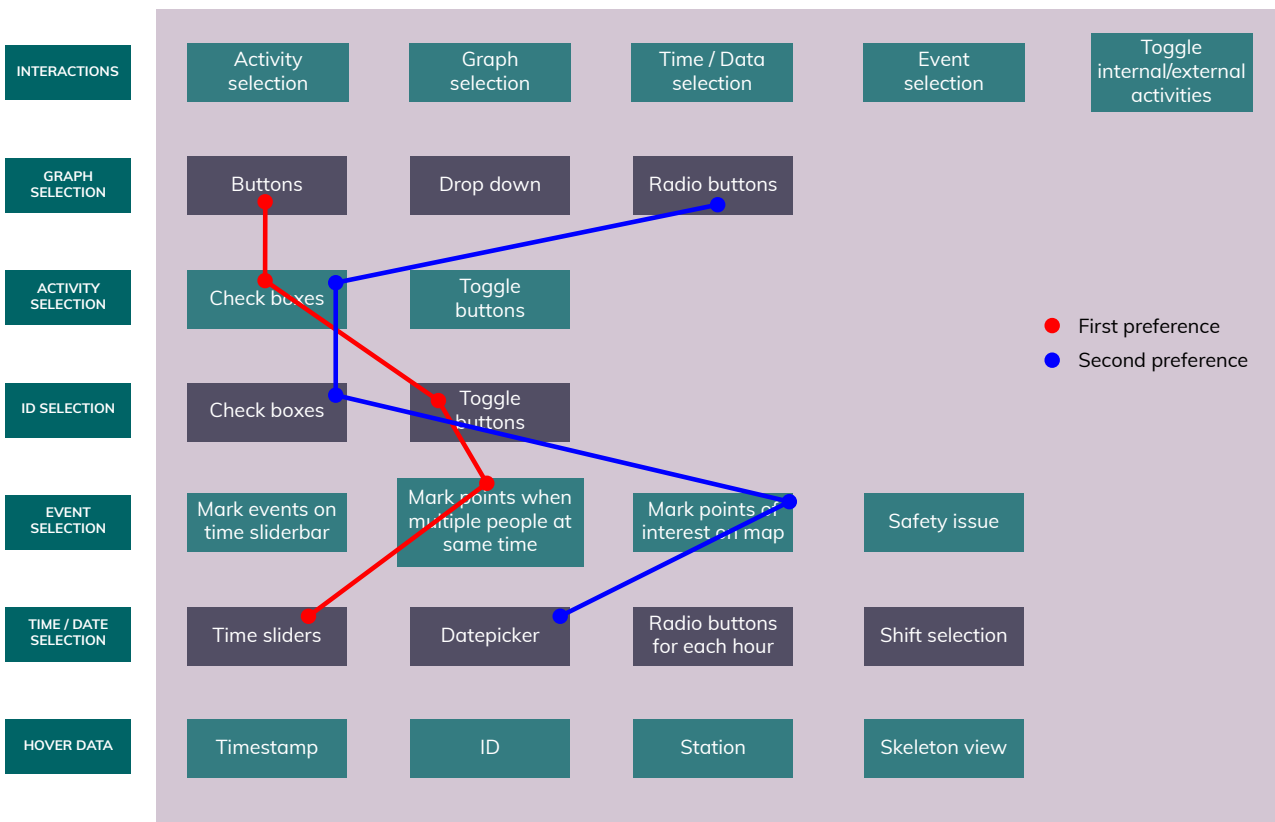 INTERACTIONS
Activity
selection
Graph
selection
Time / Data
selection
Event
selection
Toggle
internal/external
activities
GRAPH
SELECTION
Buttons
Drop down
Radio buttons
ACTIVITY
SELECTION
Check boxes
Toggle
buttons
First preference
Second preference
ID SELECTION
Check boxes
Toggle
buttons
EVENT
SELECTION
Mark events on
time sliderbar
Mark points when
multiple people at
same time
Mark points of
interest on map
Safety issue
TIME / DATE
SELECTION
Time sliders
Datepicker
Radio buttons
for each hour
Shift selection
HOVER DATA
Timestamp
ID
Station
Skeleton view